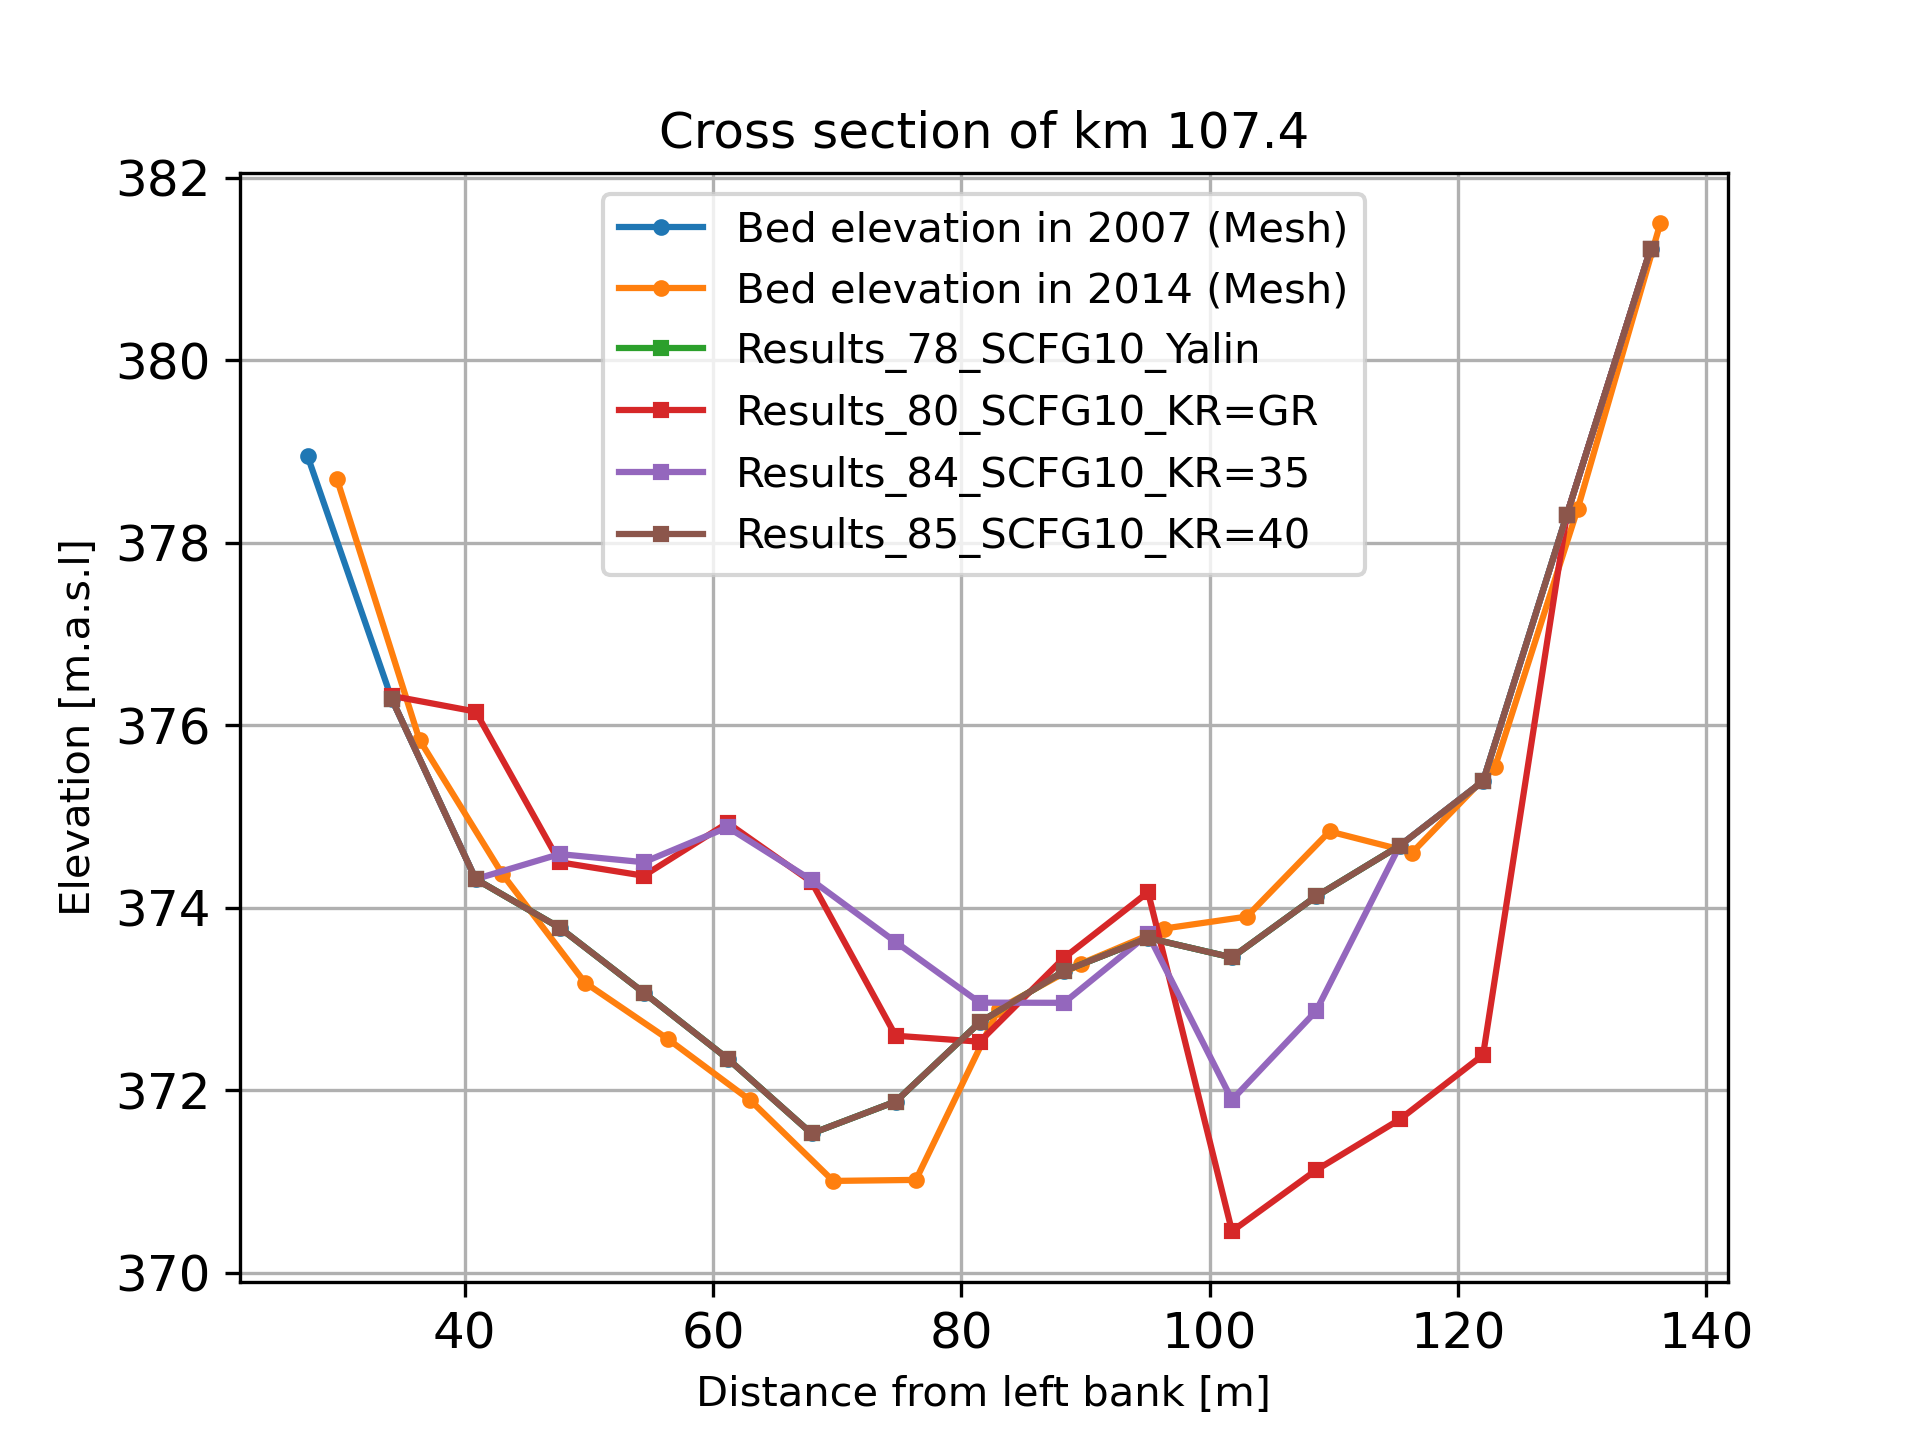 Cross section of km 107.4
382
380
378
376
374
372
370
Elevation [m.a.s.l]
Bed elevation in 2007 (Mesh)
Bed elevation in 2014 (Mesh)
Results_78_SCFG10_Yalin
Results_80_SCFG10_KR=GR
Results_84_SCFG10_KR=35
Results_85_SCFG10_KR=40
40 60 80 100 120 140
Distance from left bank [m]